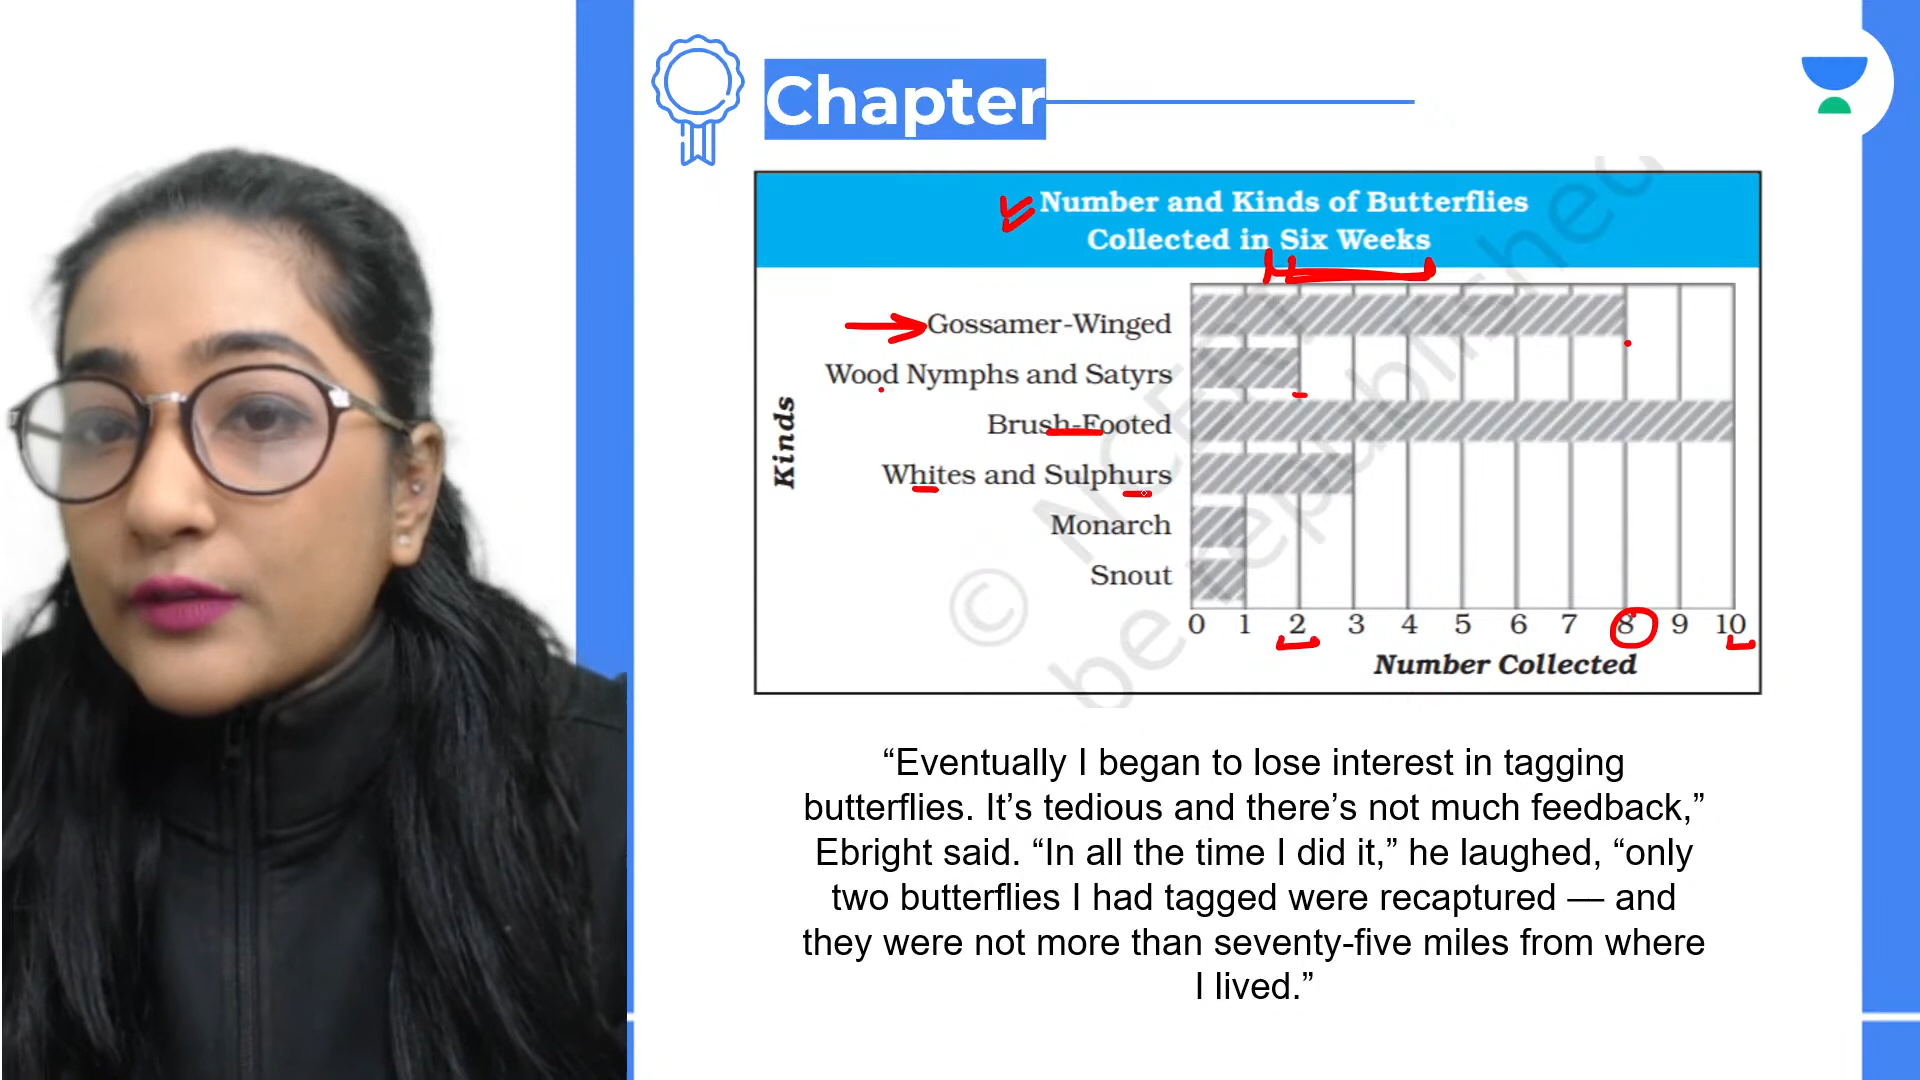 Chapter
Number and Kinds of Butterflies
Collected in Six Weeks
Kinds
Gossamer-Winged
Wood Nymphs and Satyrs
Brush-Footed
Whites and Sulphurs
Monarch
Snout
0 1 2 3 4 5 6 7 8 9 10
Number Collected
© NCERT
be republished
“Eventually I began to lose interest in tagging
butterflies. It’s tedious and there’s not much feedback,”
Ebright said. “In all the time I did it,” he laughed, “only
two butterflies I had tagged were recaptured — and
they were not more than seventy-five miles from where
I lived.”